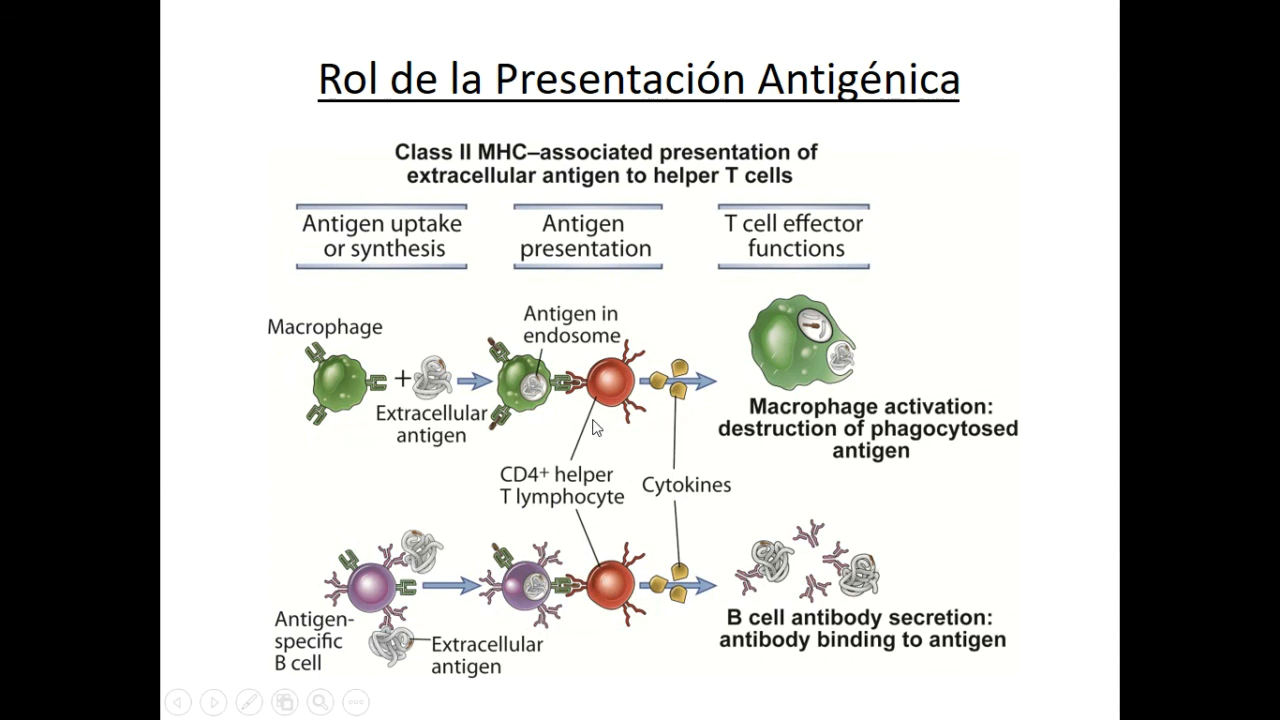 Rol de la Presentación Antigénica
Class II MHC–associated presentation of
extracellular antigen to helper T cells
Antigen uptake
or synthesis
Antigen
presentation
T cell effector
functions
Macrophage
Antigen in
endosome
Extracellular
antigen
Macrophage activation:
destruction of phagocytosed
antigen
CD4+ helper
T lymphocyte
Cytokines
Antigen-
specific
B cell
Extracellular
antigen
B cell antibody secretion:
antibody binding to antigen